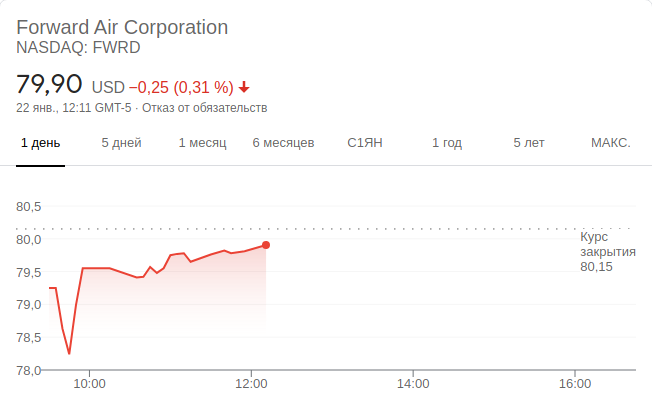 Forward Air Corporation
NASDAQ: FWRD
79,90 USD −0,25 (0,31 %)
22 янв., 12:11 GMT-5 · Отказ от обязательств
1 день 5 дней 1 месяц 6 месяцев С1ЯН 1 год 5 лет МАКС.
80,5
80,0
79,5
79,0
78,5
78,0
Курс
закрытия
80,15
10:00 12:00 14:00 16:00